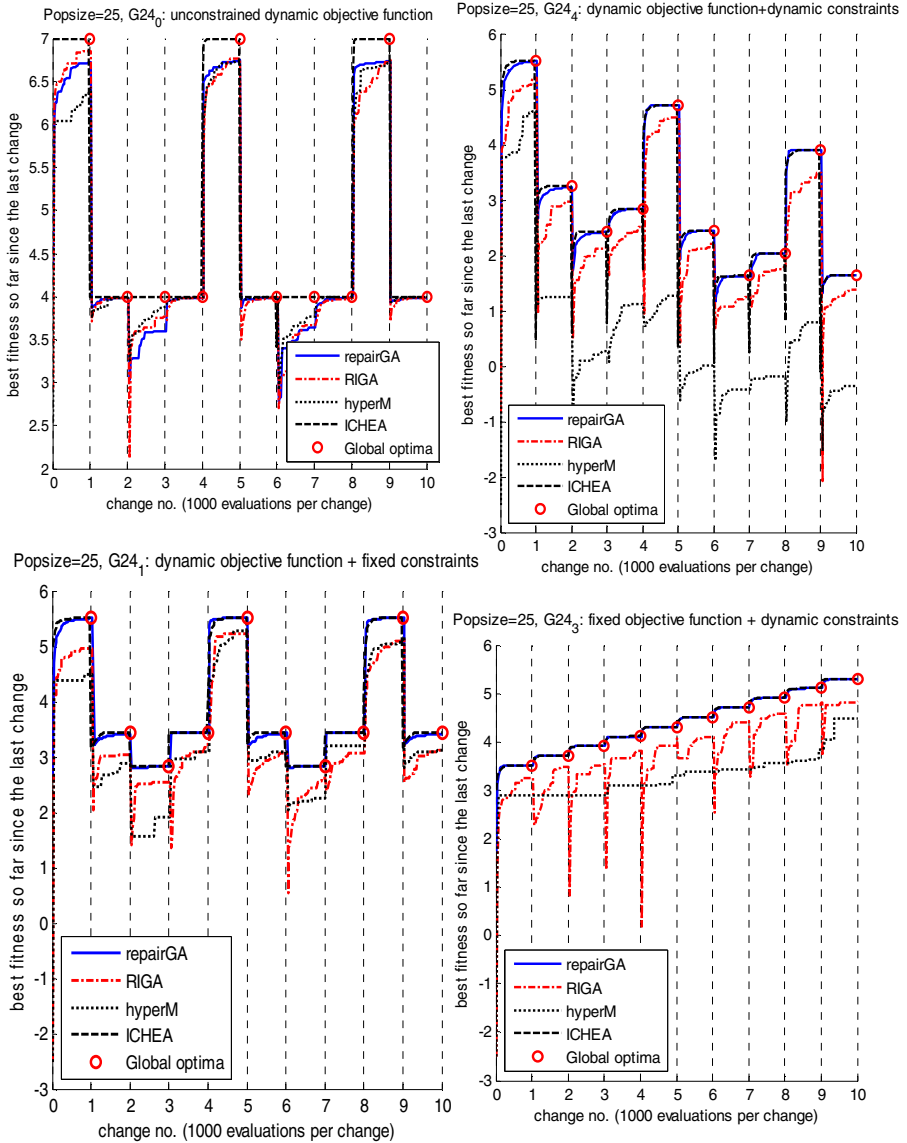 Popsize=25, G24₀: unconstrained dynamic objective function
best fitness so far since the last change
7
6.5
6
5.5
5
4.5
4
3.5
3
2.5
2
repairGA
RIGA
hyperM
ICHEA
Global optima
0 1 2 3 4 5 6 7 8 9 10
change no. (1000 evaluations per change)
Popsize=25, G24₄: dynamic objective function+dynamic constraints
best fitness so far since the last change
6
5
4
3
2
1
0
-1
-2
-3
repairGA
RIGA
hyperM
ICHEA
Global optima
0 1 2 3 4 5 6 7 8 9 10
change no. (1000 evaluations per change)
Popsize=25, G24₁: dynamic objective function + fixed constraints
best fitness so far since the last change
6
5
4
3
2
1
0
-1
-2
-3
repairGA
RIGA
hyperM
ICHEA
Global optima
0 1 2 3 4 5 6 7 8 9 10
change no. (1000 evaluations per change)
Popsize=25, G24₃: fixed objective function + dynamic constraints
best fitness so far since the last change
6
5
4
3
2
1
0
-1
-2
-3
repairGA
RIGA
hyperM
ICHEA
Global optima
0 1 2 3 4 5 6 7 8 9 10
change no. (1000 evaluations per change)